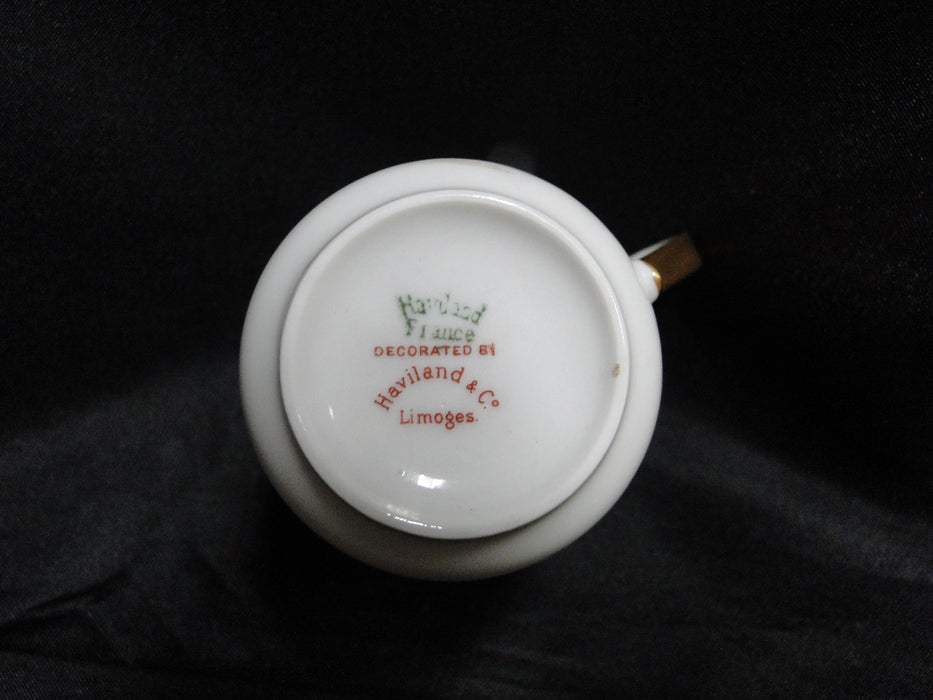 Haviland
France
DECORATED BY
Haviland & Co
Limoges.